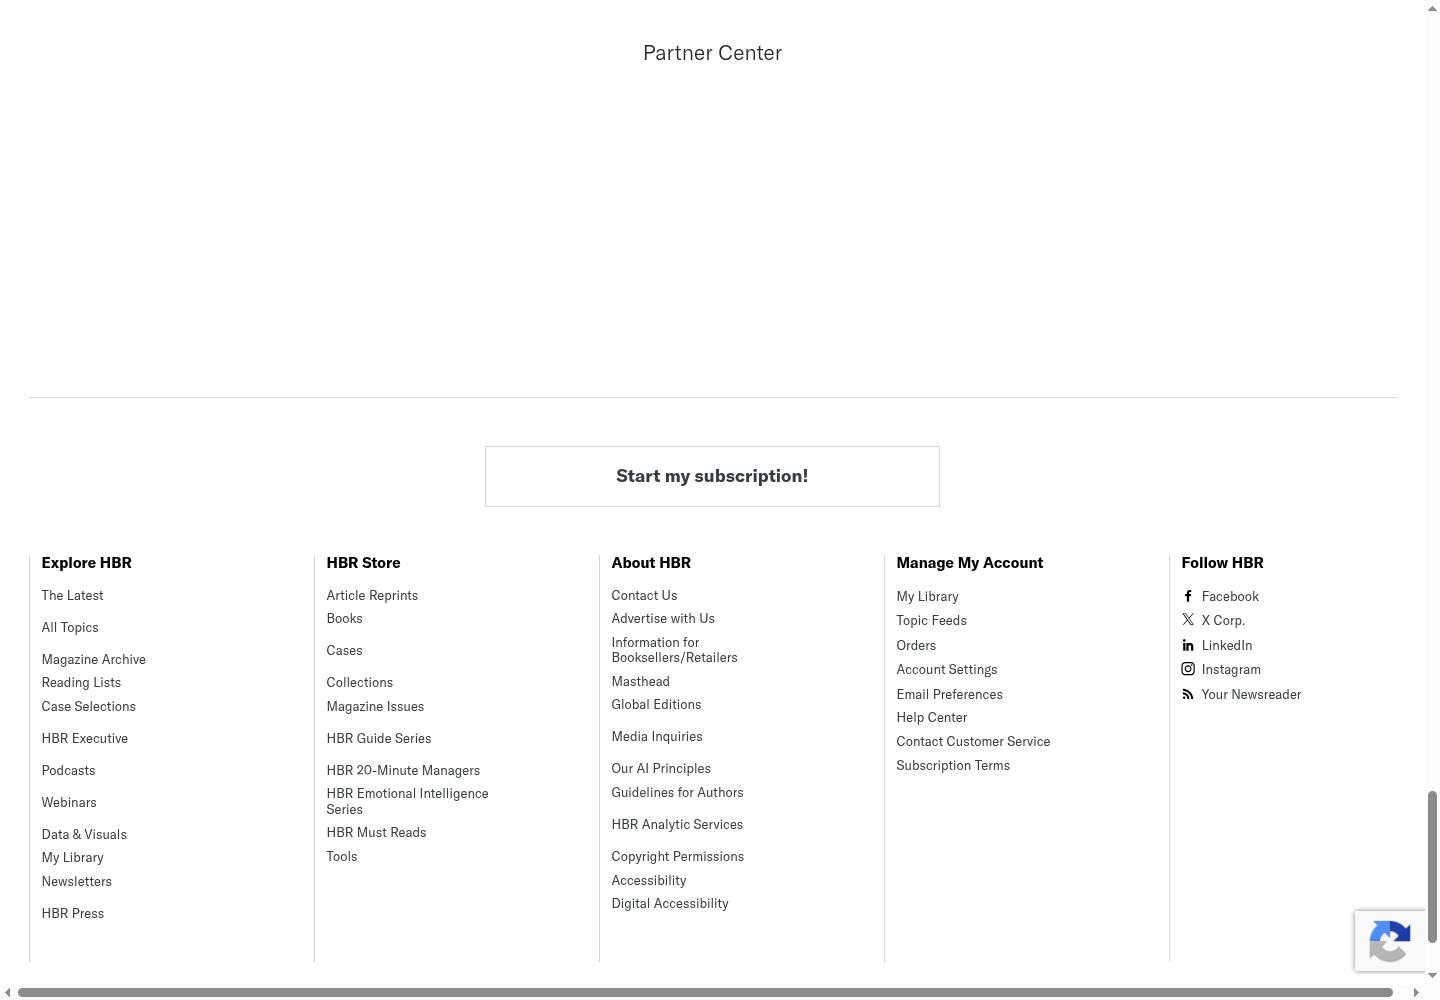 Partner Center
Start my subscription!
Explore HBR
The Latest
All Topics
Magazine Archive
Reading Lists
Case Selections
HBR Executive
Podcasts
Webinars
Data & Visuals
My Library
Newsletters
HBR Press
HBR Store
Article Reprints
Books
Cases
Collections
Magazine Issues
HBR Guide Series
HBR 20-Minute Managers
HBR Emotional Intelligence
Series
HBR Must Reads
Tools
About HBR
Contact Us
Advertise with Us
Information for
Booksellers/Retailers
Masthead
Global Editions
Media Inquiries
Our AI Principles
Guidelines for Authors
HBR Analytic Services
Copyright Permissions
Accessibility
Digital Accessibility
Manage My Account
My Library
Topic Feeds
Orders
Account Settings
Email Preferences
Help Center
Contact Customer Service
Subscription Terms
Follow HBR
Facebook
X Corp.
LinkedIn
Instagram
Your Newsreader